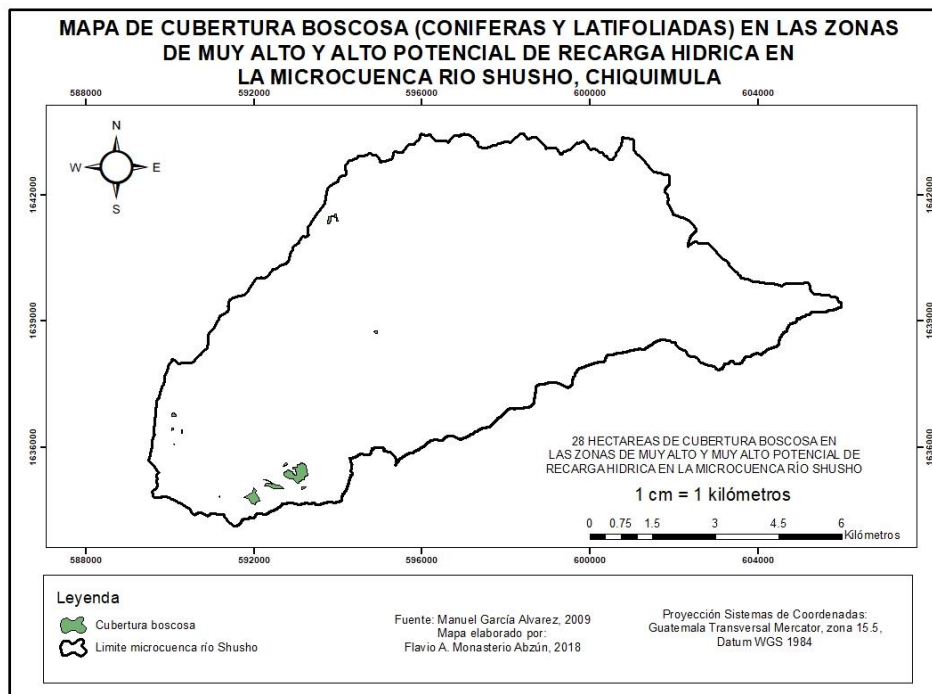 MAPA DE CUBERTURA BOSCOSA (CONIFERAS Y LATIFOLIADAS) EN LAS ZONAS
DE MUY ALTO Y ALTO POTENCIAL DE RECARGA HIDRICA EN
LA MICROCUENCA RIO SHUSHO, CHIQUIMULA
588000 592000 596000 600000 604000
N
W E
S
1642000 1642000
1639000 1639000
1636000 1636000
28 HECTAREAS DE CUBERTURA BOSCOSA EN
LAS ZONAS DE MUY ALTO Y MUY ALTO POTENCIAL DE
RECARGA HIDRICA EN LA MICROCUENCA RÍO SHUSHO
1 cm = 1 kilómetros
0 0.75 1.5 3 4.5 6
Kilómetros
588000 592000 596000 600000 604000
Leyenda
Cubertura boscosa
Limite microcuenca río Shusho
Fuente: Manuel García Alvarez, 2009
Mapa elaborado por:
Flavio A. Monasterio Abzún, 2018
Proyección Sistemas de Coordenadas:
Guatemala Transversal Mercator, zona 15.5,
Datum WGS 1984